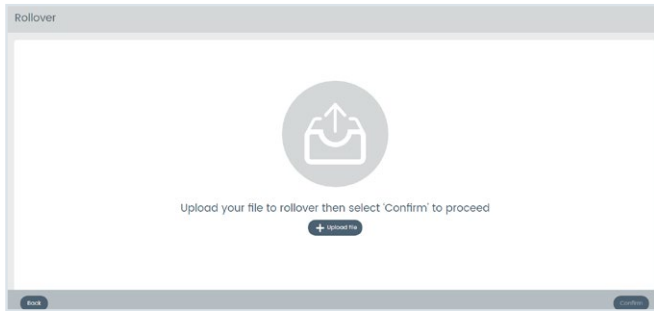 Rollover
Upload your file to rollover then select 'Confirm' to proceed
Upload file
Back
Confirm